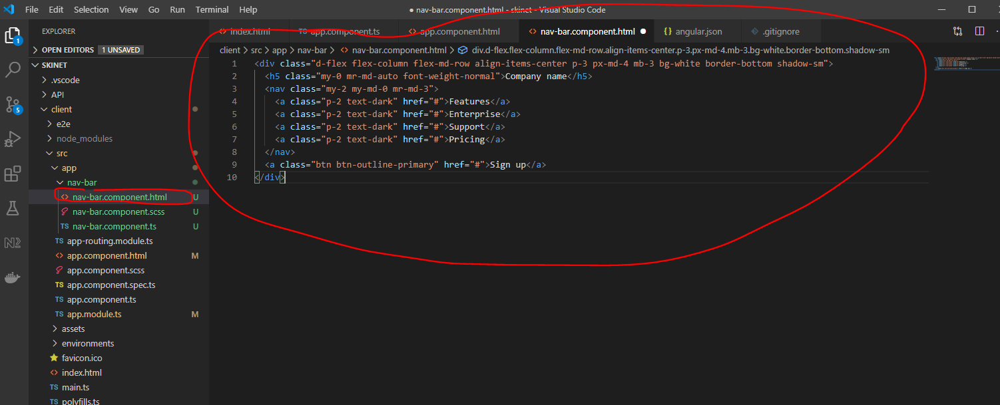 File Edit Selection View Go Run Terminal Help
● nav-bar.component.html - skinet - Visual Studio Code
EXPLORER
OPEN EDITORS 1 UNSAVED
SKINET
.vscode
API
client
e2e
node_modules
src
app
nav-bar
nav-bar.component.html U
nav-bar.component.scss U
TS nav-bar.component.ts U
TS app-routing.module.ts
app.component.html M
app.component.scss
TS app.component.spec.ts
TS app.component.ts
TS app.module.ts M
assets
environments
favicon.ico
index.html
TS main.ts
TS polyfills.ts
1
5
index.html
TS app.component.ts
app.component.html
nav-bar.component.html
{} angular.json
.gitignore
client > src > app > nav-bar > nav-bar.component.html > div.d-flex.flex-column.flex-md-row.align-items-center.p-3.px-md-4.mb-3.bg-white.border-bottom.shadow-sm
1 <div class="d-flex flex-column flex-md-row align-items-center p-3 px-md-4 mb-3 bg-white border-bottom shadow-sm">
2 <h5 class="my-0 mr-md-auto font-weight-normal">Company name</h5>
3 <nav class="my-2 my-md-0 mr-md-3">
4 <a class="p-2 text-dark" href="#">Features</a>
5 <a class="p-2 text-dark" href="#">Enterprise</a>
6 <a class="p-2 text-dark" href="#">Support</a>
7 <a class="p-2 text-dark" href="#">Pricing</a>
8 </nav>
9 <a class="btn btn-outline-primary" href="#">Sign up</a>
10 </div>